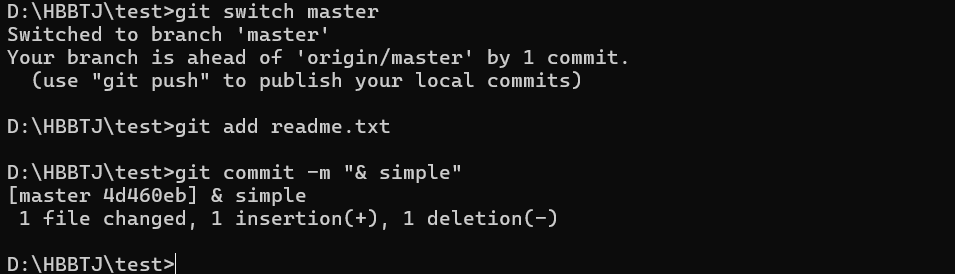 D:\HBBTJ\test>git switch master
Switched to branch 'master'
Your branch is ahead of 'origin/master' by 1 commit.
  (use "git push" to publish your local commits)
D:\HBBTJ\test>git add readme.txt
D:\HBBTJ\test>git commit -m "& simple"
[master 4d460eb] & simple
 1 file changed, 1 insertion(+), 1 deletion(-)
D:\HBBTJ\test>